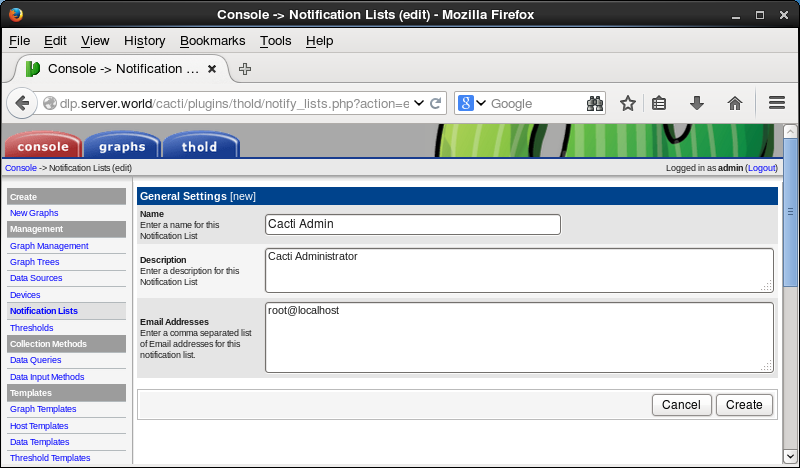 Console -> Notification Lists (edit) - Mozilla Firefox
File Edit View History Bookmarks Tools Help
Console -> Notification ...
dlp.server.world/cacti/plugins/thold/notify_lists.php?action=e
Google
console graphs thold
Console -> Notification Lists (edit)
Logged in as admin (Logout)
Create
New Graphs
Management
Graph Management
Graph Trees
Data Sources
Devices
Notification Lists
Thresholds
Collection Methods
Data Queries
Data Input Methods
Templates
Graph Templates
Host Templates
Data Templates
Threshold Templates
General Settings [new]
Name
Enter a name for this
Notification List
Cacti Admin
Description
Enter a description for this
Notification List
Cacti Administrator
Email Addresses
Enter a comma separated list
of Email addresses for this
notification list.
root@localhost
Cancel Create